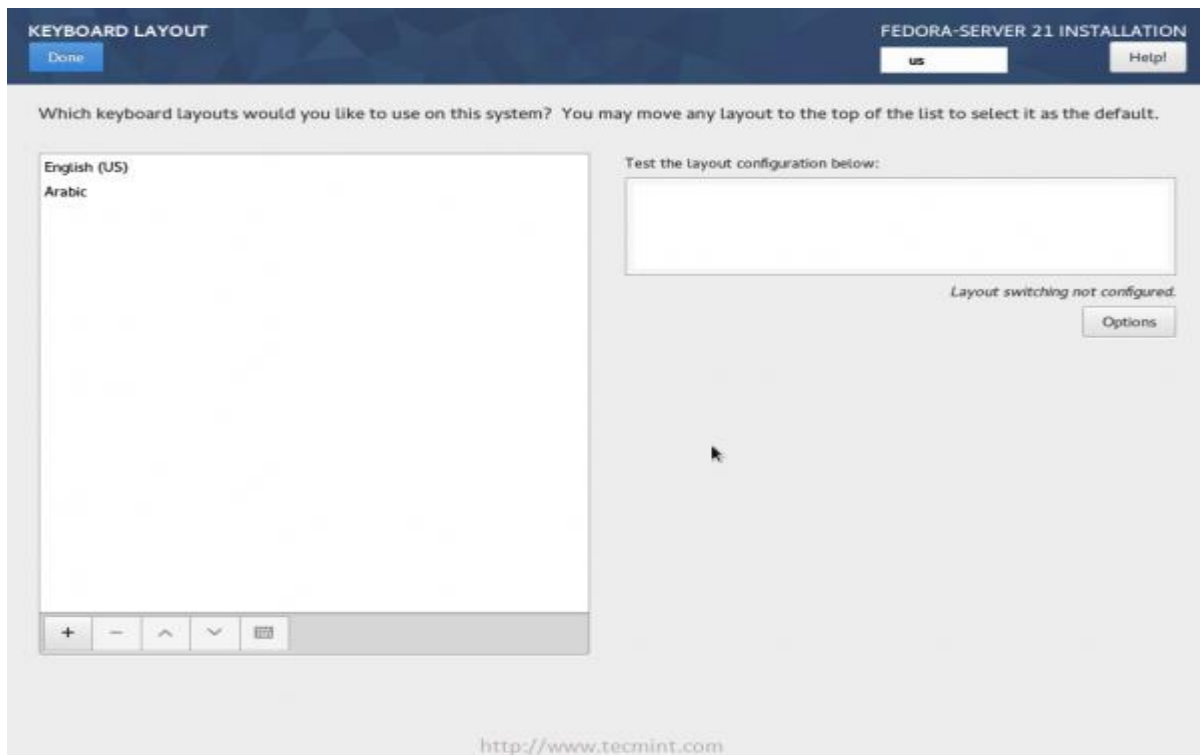 KEYBOARD LAYOUT
FEDORA-SERVER 21 INSTALLATION
Done
us
Help!
Which keyboard layouts would you like to use on this system? You may move any layout to the top of the list to select it as the default.
English (US)
Arabic
Test the layout configuration below:
Layout switching not configured.
Options
http://www.tecmint.com